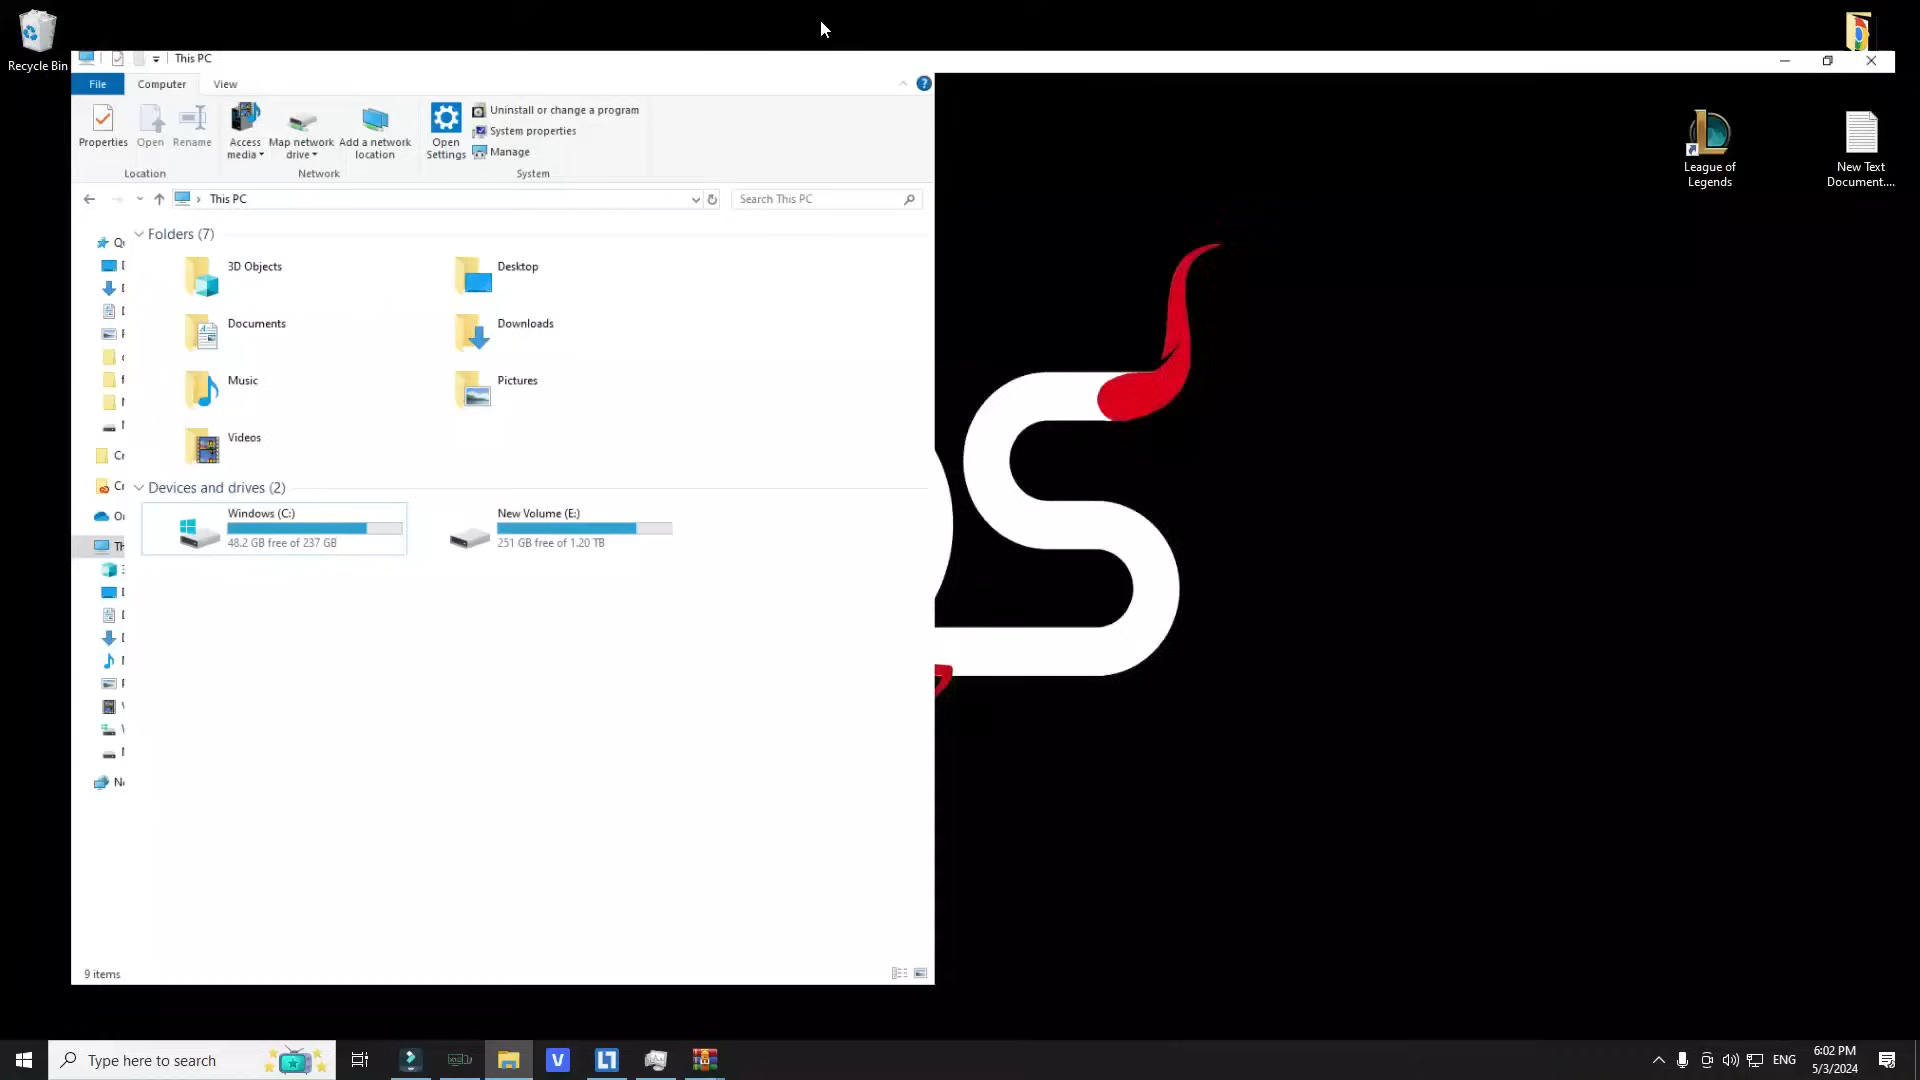 Recycle Bin
This PC
File
Computer
View
Properties
Open
Rename
Access media
Map network drive
Add a network location
Open Settings
Uninstall or change a program
System properties
Manage
Location
Network
System
This PC
Search This PC
Folders (7)
3D Objects
Desktop
Documents
Downloads
Music
Pictures
Videos
Devices and drives (2)
Windows (C:)
48.2 GB free of 237 GB
New Volume (E:)
251 GB free of 1.20 TB
9 items
League of
Legends
New Text
Document....
Type here to search
ENG
6:02 PM
5/3/2024